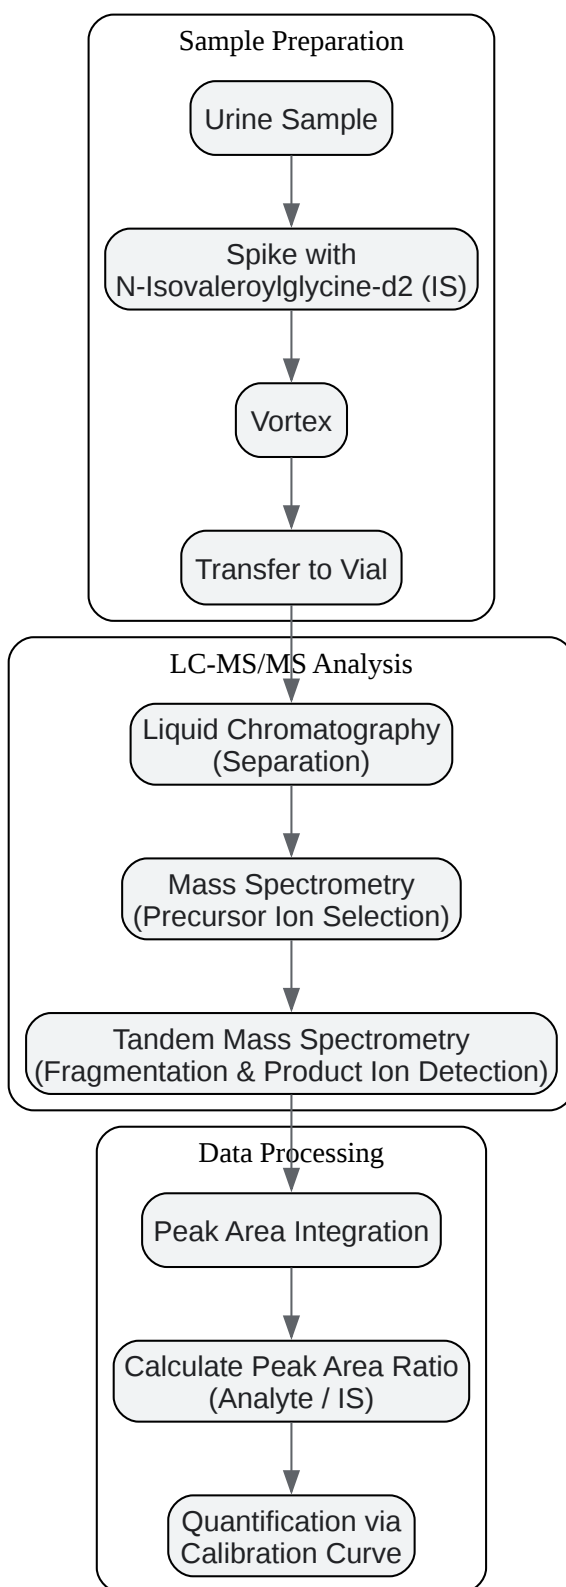 Sample Preparation
Urine Sample
Spike with
N-Isovaleroylglycine-d2 (IS)
Vortex
Transfer to Vial
LC-MS/MS Analysis
Liquid Chromatography
(Separation)
Mass Spectrometry
(Precursor Ion Selection)
Tandem Mass Spectrometry
(Fragmentation & Product Ion Detection)
Data Processing
Peak Area Integration
Calculate Peak Area Ratio
(Analyte / IS)
Quantification via
Calibration Curve